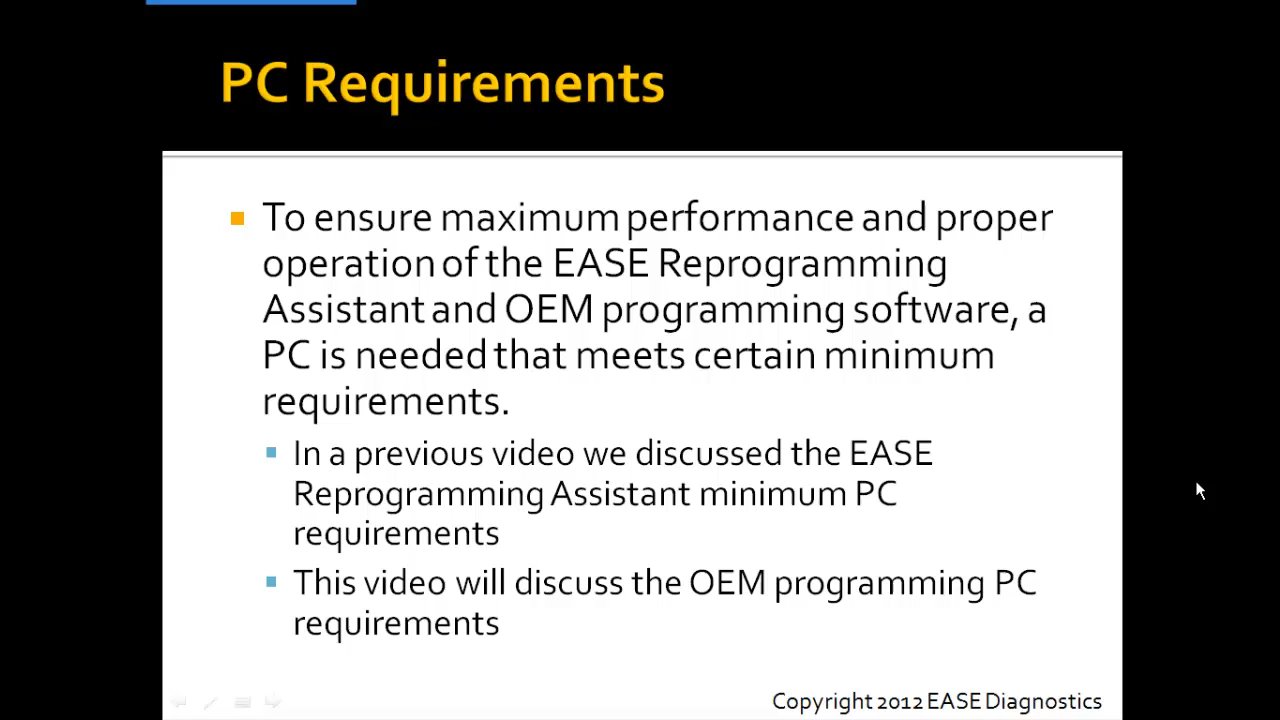 PC Requirements
To ensure maximum performance and proper
operation of the EASE Reprogramming
Assistant and OEM programming software, a
PC is needed that meets certain minimum
requirements.
In a previous video we discussed the EASE
Reprogramming Assistant minimum PC
requirements
This video will discuss the OEM programming PC
requirements
Copyright 2012 EASE Diagnostics